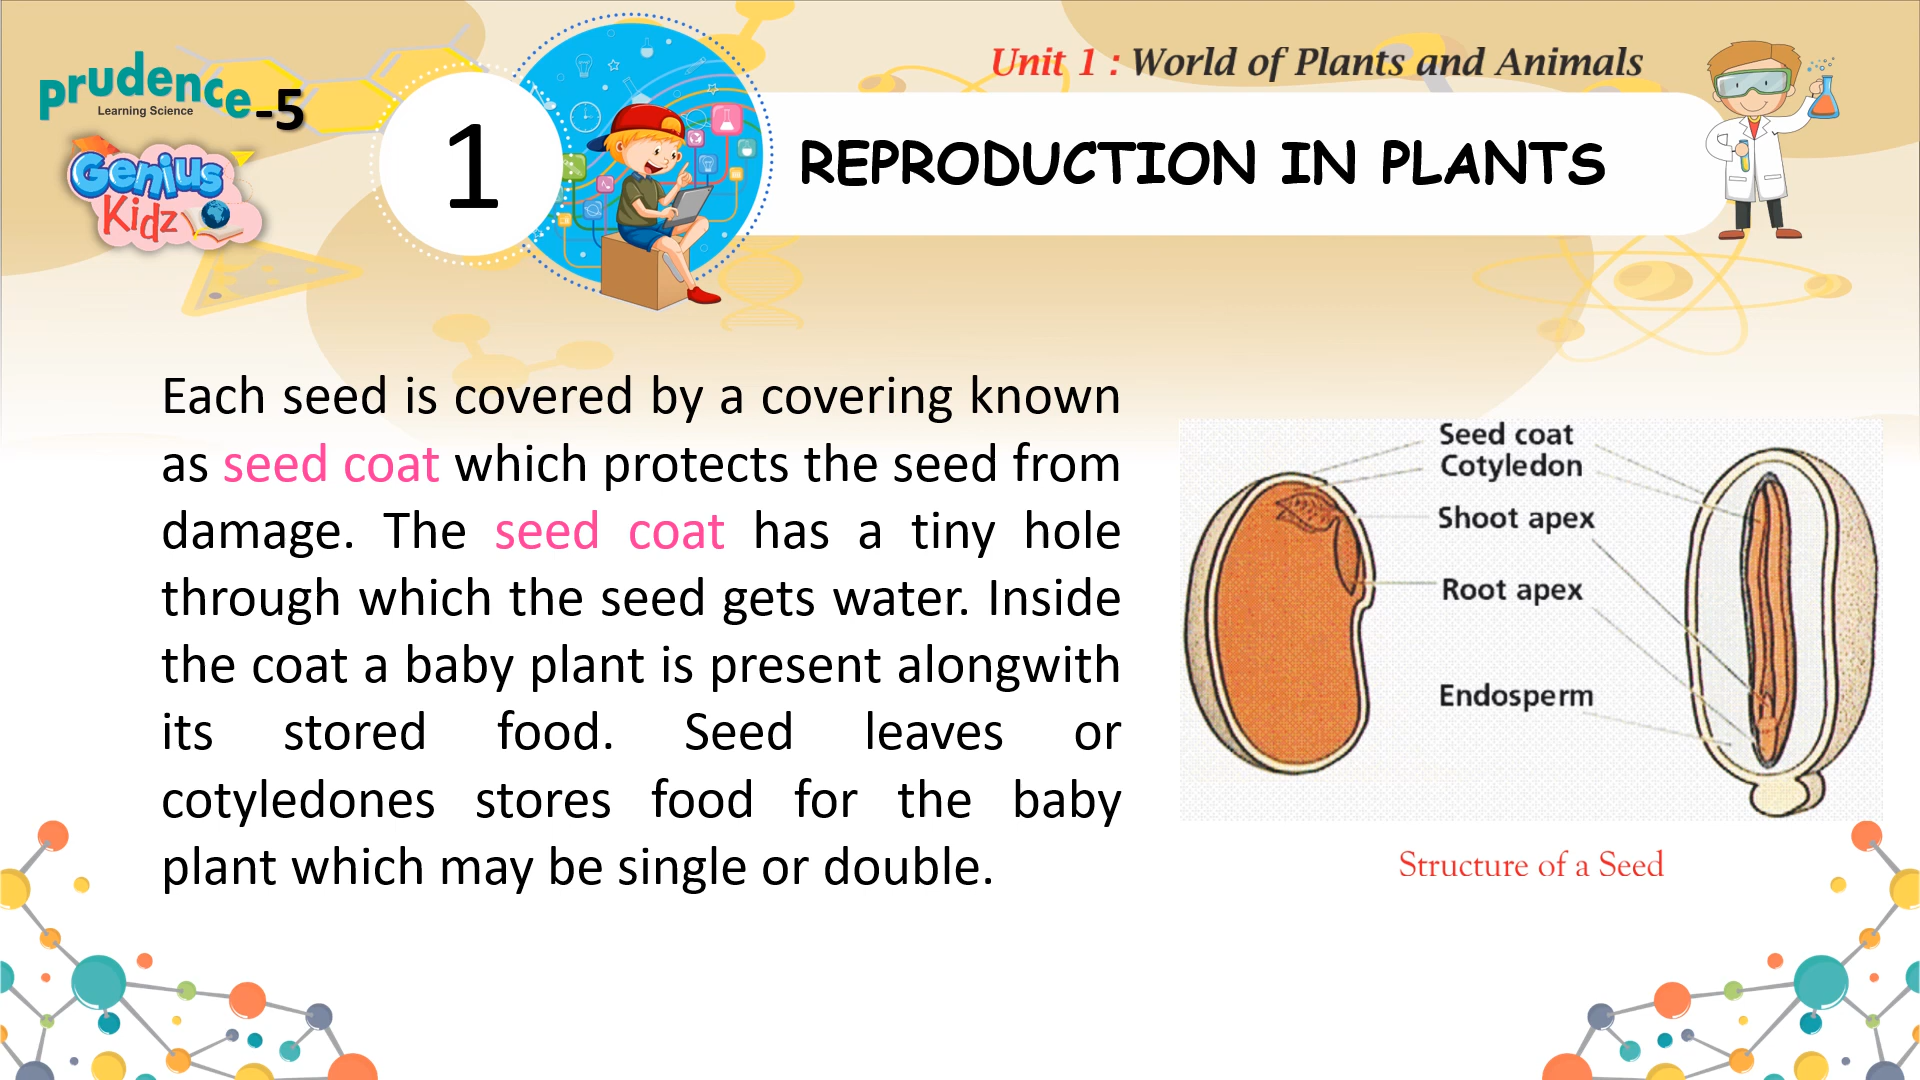 prudence-5
Learning Science
Genius
Kidz
1
Unit 1 : World of Plants and Animals
REPRODUCTION IN PLANTS
Each seed is covered by a covering known
as seed coat which protects the seed from
damage. The seed coat has a tiny hole
through which the seed gets water. Inside
the coat a baby plant is present alongwith
its stored food. Seed leaves or
cotyledones stores food for the baby
plant which may be single or double.
Seed coat
Cotyledon
Shoot apex
Root apex
Endosperm
Structure of a Seed